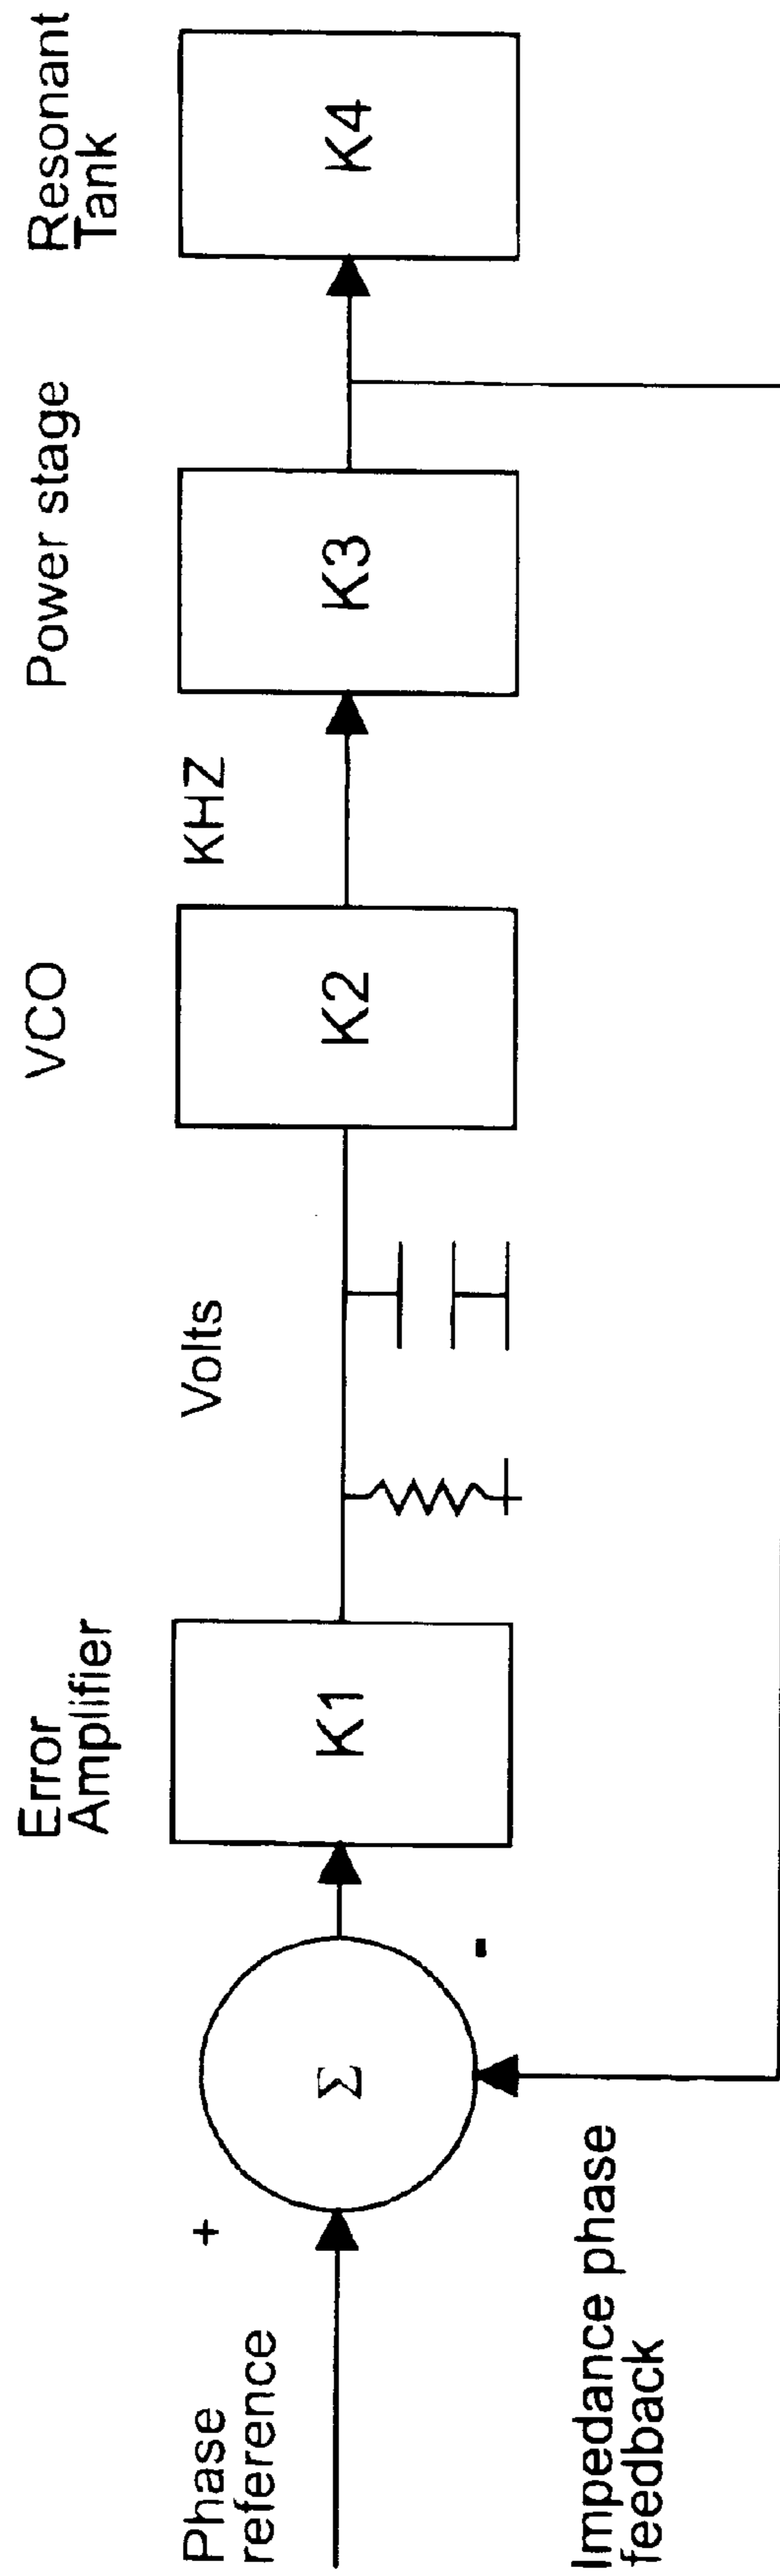 Phase
reference
+
Σ
-
Impedance phase
feedback
Error
Amplifier
K1
Volts
VCO
K2
KHZ
Power stage
K3
Resonant
Tank
K4